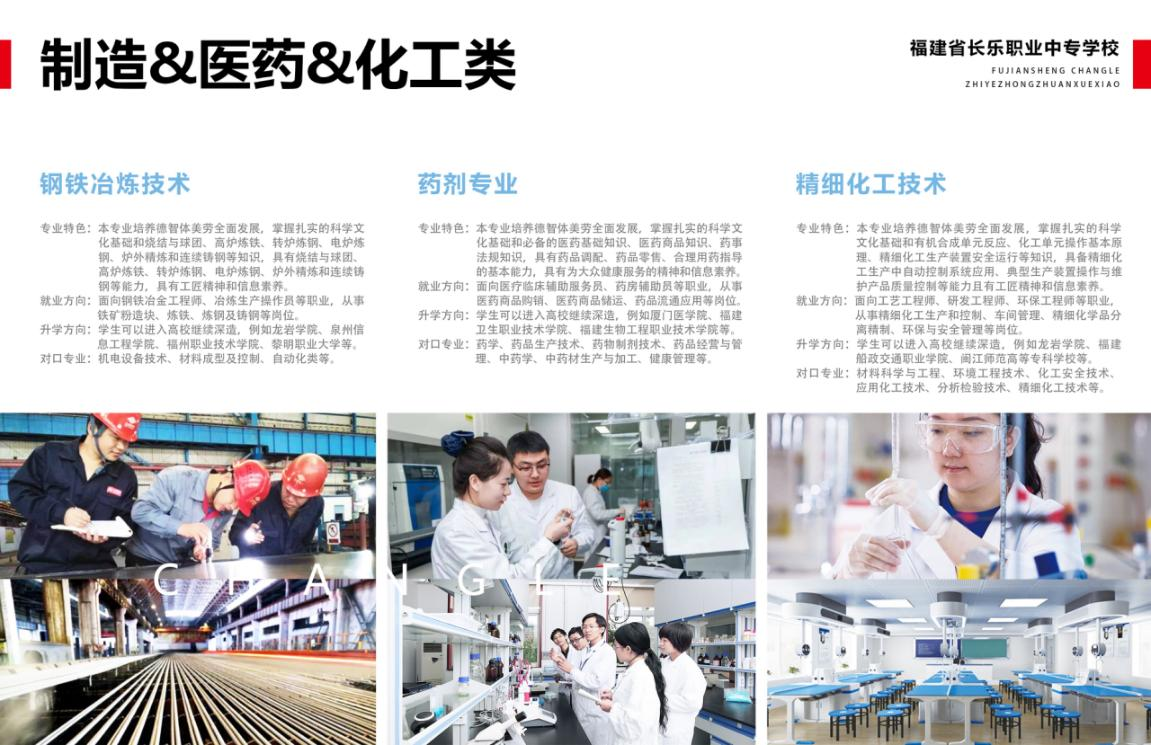 制造&医药&化工类
福建省长乐职业中专学校
FUJIANSHENG CHANGLE
ZHIYEZHONGZHUANXUEXIAO
钢铁冶炼技术
专业特色：本专业培养德智体美劳全面发展，掌握扎实的科学文
化基础和烧结与球团、高炉炼铁、转炉炼钢、电炉炼
钢、炉外精炼和连续铸钢等知识，具有烧结与球团、
高炉炼铁、转炉炼钢、电炉炼钢、炉外精炼和连续铸
钢等能力，具有工匠精神和信息素养。
就业方向：面向钢铁冶金工程师、冶炼生产操作员等职业，从事
铁矿粉造块、炼铁、炼钢及铸钢等岗位。
升学方向：学生可以进入高校继续深造，例如龙岩学院、泉州信
息工程学院、福州职业技术学院、黎明职业大学等。
对口专业：机电设备技术、材料成型及控制、自动化类等。
药剂专业
专业特色：本专业培养德智体美劳全面发展，掌握扎实的科学文
化基础和必备的医药基础知识、医药商品知识、药事
法规知识，具有药品调配、药品零售、合理用药指导
的基本能力，具有为大众健康服务的精神和信息素养。
就业方向：面向医疗临床辅助服务员、药房辅助员等职业，从事
医药商品购销、医药商品储运、药品流通应用等岗位。
升学方向：学生可以进入高校继续深造，例如厦门医学院、福建
卫生职业技术学院、福建生物工程职业技术学院等。
对口专业：药学、药品生产技术、药物制剂技术、药品经营与管
理、中药学、中药材生产与加工、健康管理等。
精细化工技术
专业特色：本专业培养德智体美劳全面发展，掌握扎实的科学
文化基础和有机合成单元反应、化工单元操作基本原
理、精细化工生产装置安全运行等知识，具备精细化
工生产中自动控制系统应用、典型生产装置操作与维
护产品质量控制等能力且有工匠精神和信息素养。
就业方向：面向工艺工程师、研发工程师、环保工程师等职业，
从事精细化工生产和控制、车间管理、精细化学品分
离精制、环保与安全管理等岗位。
升学方向：学生可以进入高校继续深造，例如龙岩学院、福建
船政交通职业学院、闽江师范高等专科学校等。
对口专业：材料科学与工程、环境工程技术、化工安全技术、
应用化工技术、分析检验技术、精细化工技术等。
CHANGLE